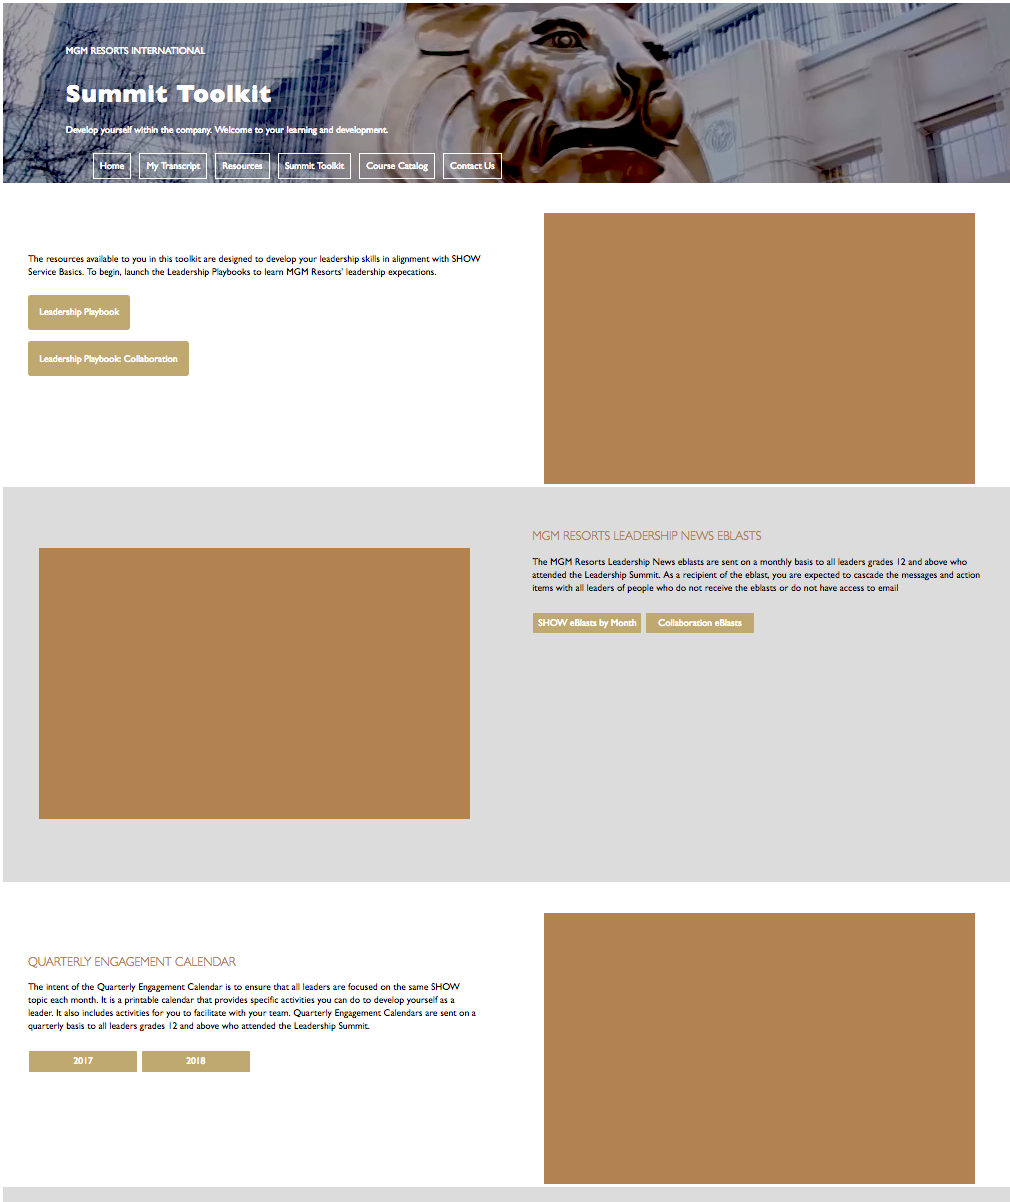 MGM RESORTS INTERNATIONAL
Summit Toolkit
Develop yourself within the company. Welcome to your learning and development.
Home My Transcript Resources Summit Toolkit Course Catalog Contact Us
The resources available to you in this toolkit are designed to develop your leadership skills in alignment with SHOW
Service Basics. To begin, launch the Leadership Playbooks to learn MGM Resorts' leadership expecations.
Leadership Playbook
Leadership Playbook: Collaboration
MGM RESORTS LEADERSHIP NEWS EBLASTS
The MGM Resorts Leadership News eblasts are sent on a monthly basis to all leaders grades 12 and above who
attended the Leadership Summit. As a recipient of the eblast, you are expected to cascade the messages and action
items with all leaders of people who do not receive the eblasts or do not have access to email
SHOW eBlasts by Month Collaboration eBlasts
QUARTERLY ENGAGEMENT CALENDAR
The intent of the Quarterly Engagement Calendar is to ensure that all leaders are focused on the same SHOW
topic each month. It is a printable calendar that provides specific activities you can do to develop yourself as a
leader. It also includes activities for you to facilitate with your team. Quarterly Engagement Calendars are sent on a
quarterly basis to all leaders grades 12 and above who attended the Leadership Summit.
2017 2018